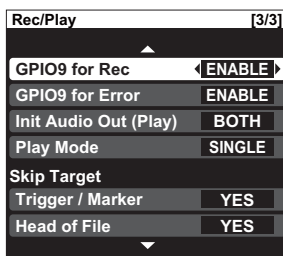 Rec/Play [3/3]
GPIO9 for Rec ENABLE
GPIO9 for Error ENABLE
Init Audio Out (Play) BOTH
Play Mode SINGLE
Skip Target
Trigger / Marker YES
Head of File YES